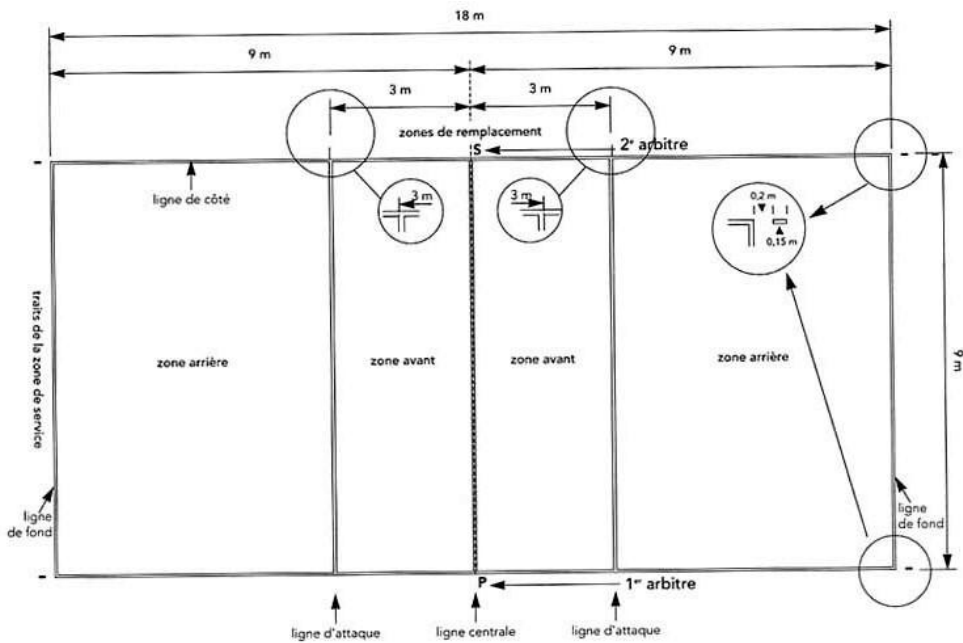 18 m
9 m
9 m
3 m
3 m
zones de remplacement
S
2e arbitre
ligne de côté
3 m
3 m
0,2 m
0,15 m
traits de la zone de service
zone arrière
zone avant
zone avant
zone arrière
9 m
ligne
de fond
ligne
de fond
P
1er arbitre
ligne d'attaque
ligne centrale
ligne d'attaque